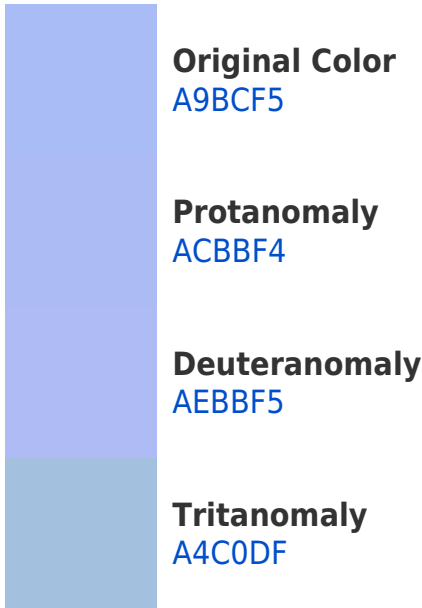 Original Color
A9BCF5
Protanomaly
ACBBF4
Deuteranomaly
AEBBF5
Tritanomaly
A4C0DF